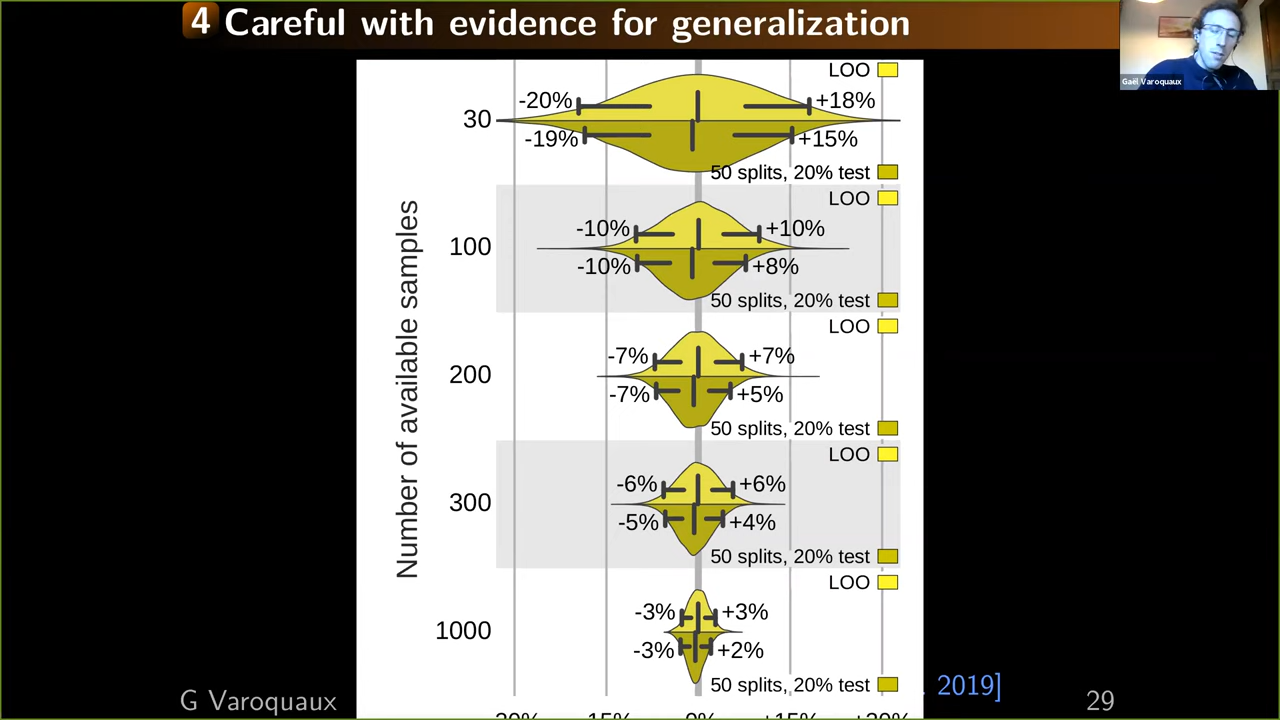 4 Careful with evidence for generalization
Gaël Varoquaux
Number of available samples
LOO
30
-20% +18%
-19% +15%
50 splits, 20% test
LOO
100
-10% +10%
-10% +8%
50 splits, 20% test
LOO
200
-7% +7%
-7% +5%
50 splits, 20% test
LOO
300
-6% +6%
-5% +4%
50 splits, 20% test
LOO
1000
-3% +3%
-3% +2%
50 splits, 20% test
0%
G Varoquaux
2019]
29